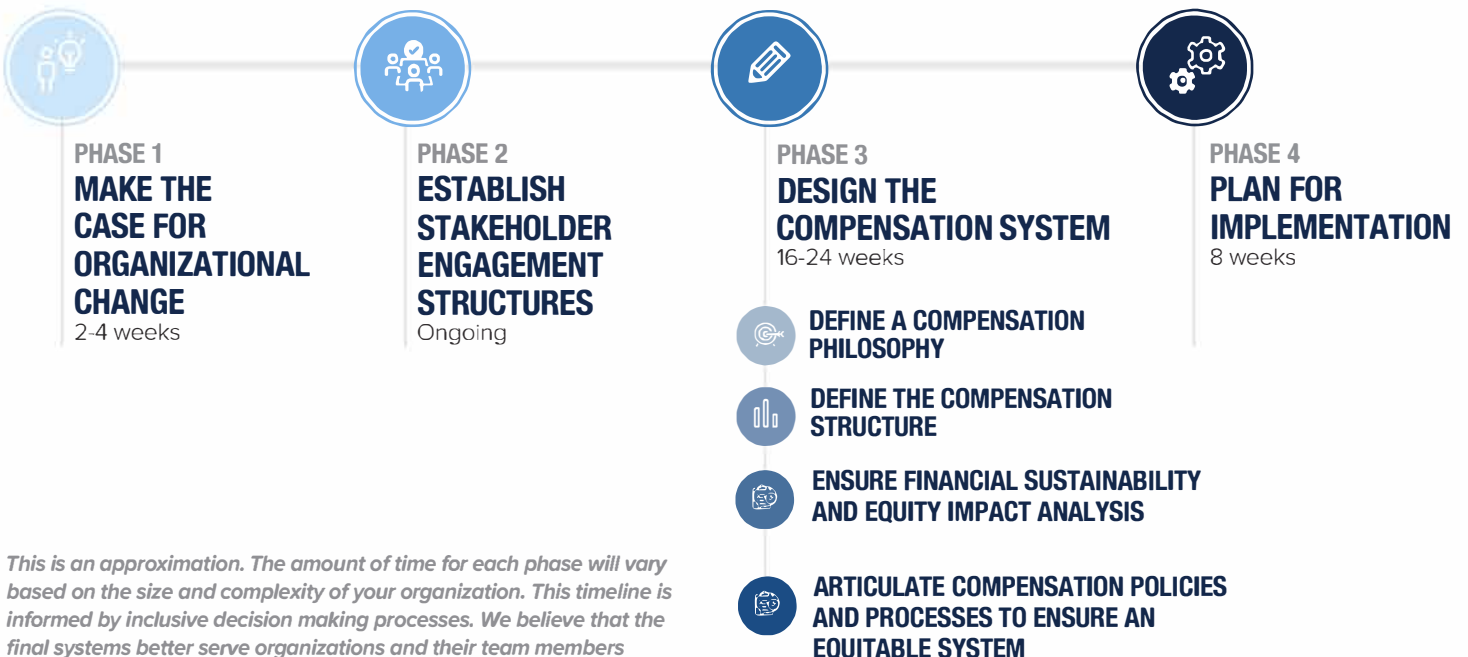 PHASE 1
MAKE THE
CASE FOR
ORGANIZATIONAL
CHANGE
2-4 weeks
PHASE 2
ESTABLISH
STAKEHOLDER
ENGAGEMENT
STRUCTURES
Ongoing
PHASE 3
DESIGN THE
COMPENSATION SYSTEM
16-24 weeks
DEFINE A COMPENSATION
PHILOSOPHY
DEFINE THE COMPENSATION
STRUCTURE
ENSURE FINANCIAL SUSTAINABILITY
AND EQUITY IMPACT ANALYSIS
ARTICULATE COMPENSATION POLICIES
AND PROCESSES TO ENSURE AN
EQUITABLE SYSTEM
PHASE 4
PLAN FOR
IMPLEMENTATION
8 weeks
This is an approximation. The amount of time for each phase will vary
based on the size and complexity of your organization. This timeline is
informed by inclusive decision making processes. We believe that the
final systems better serve organizations and their team members